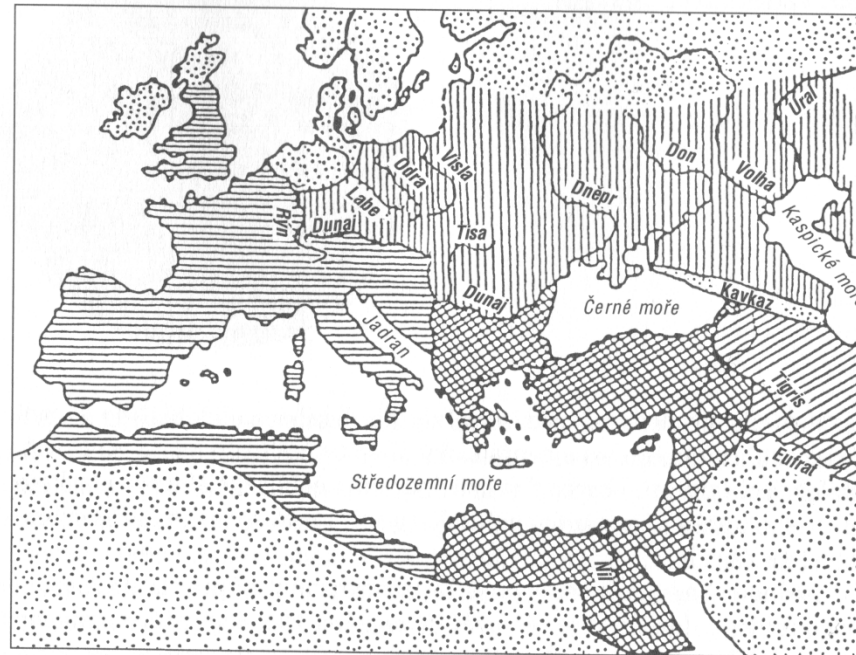 Ural
Visla
Odra
Don
Volha
Labe
Dněpr
Rýn
Dunaj
Tisa
Kaspické moře
Dunaj
Kavkaz
Černé moře
Jadran
Tigris
Eufrat
Středozemní moře
Nil